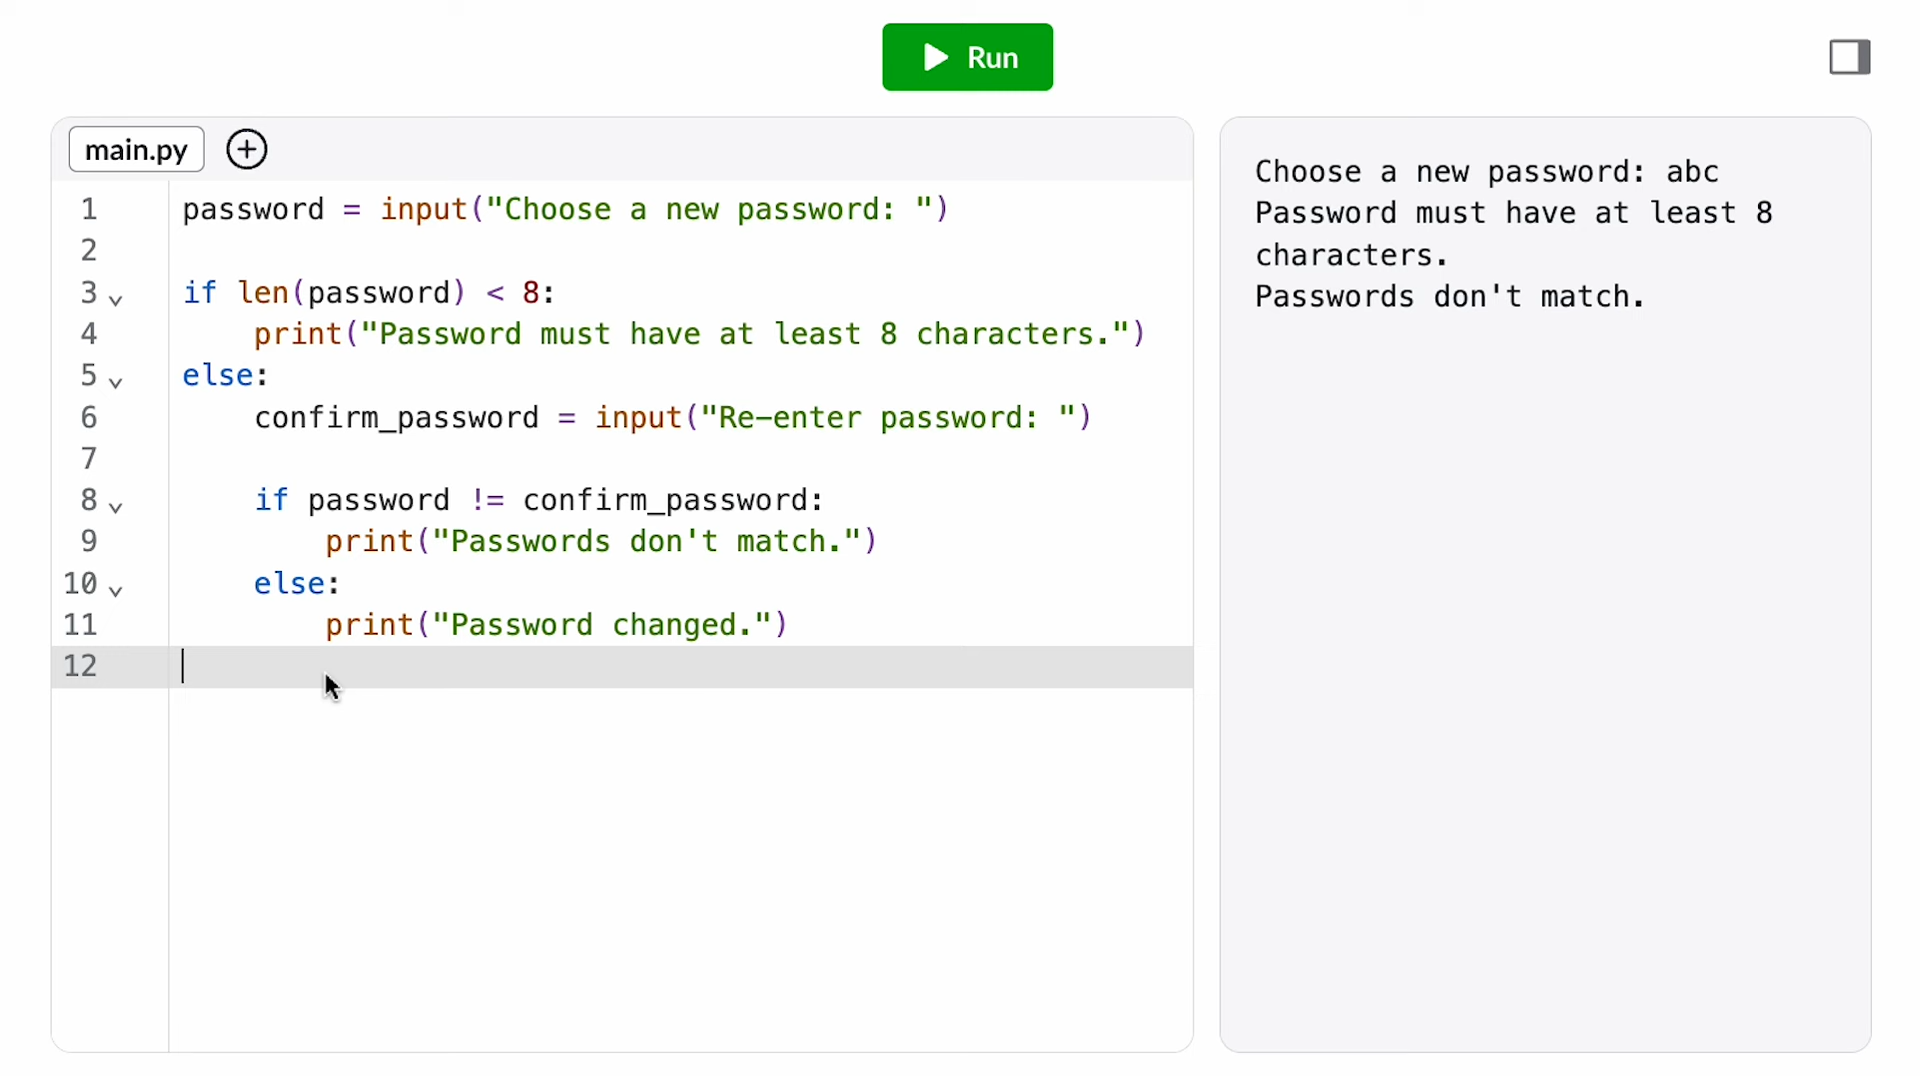 Run
main.py
1 password = input("Choose a new password: ")
2
3 if len(password) < 8:
4     print("Password must have at least 8 characters.")
5 else:
6     confirm_password = input("Re-enter password: ")
7
8     if password != confirm_password:
9         print("Passwords don't match.")
10     else:
11         print("Password changed.")
12
Choose a new password: abc
Password must have at least 8
characters.
Passwords don't match.